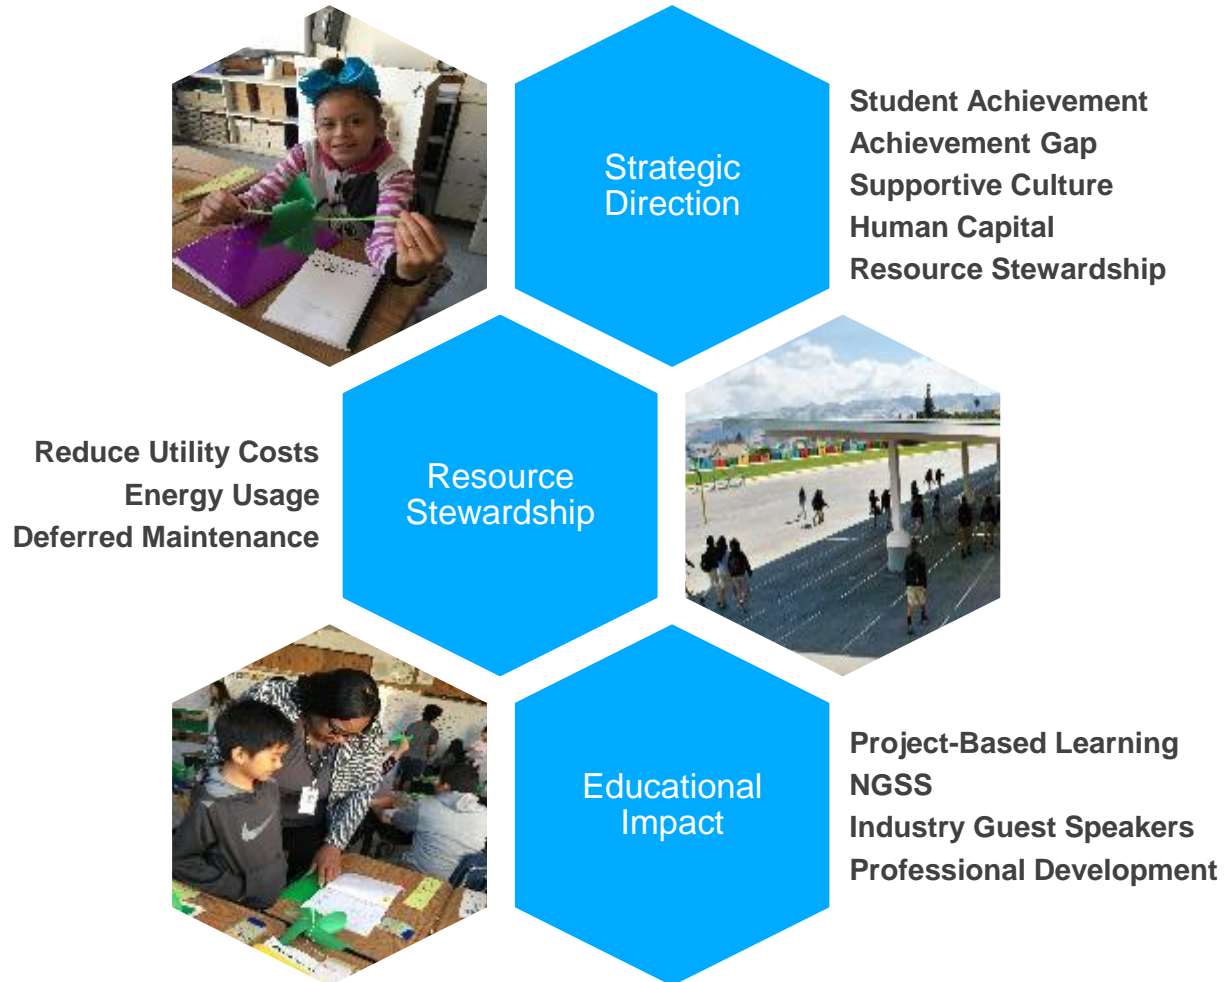 Strategic
Direction
Student Achievement
Achievement Gap
Supportive Culture
Human Capital
Resource Stewardship
Reduce Utility Costs
Energy Usage
Deferred Maintenance
Resource
Stewardship
Educational
Impact
Project-Based Learning
NGSS
Industry Guest Speakers
Professional Development